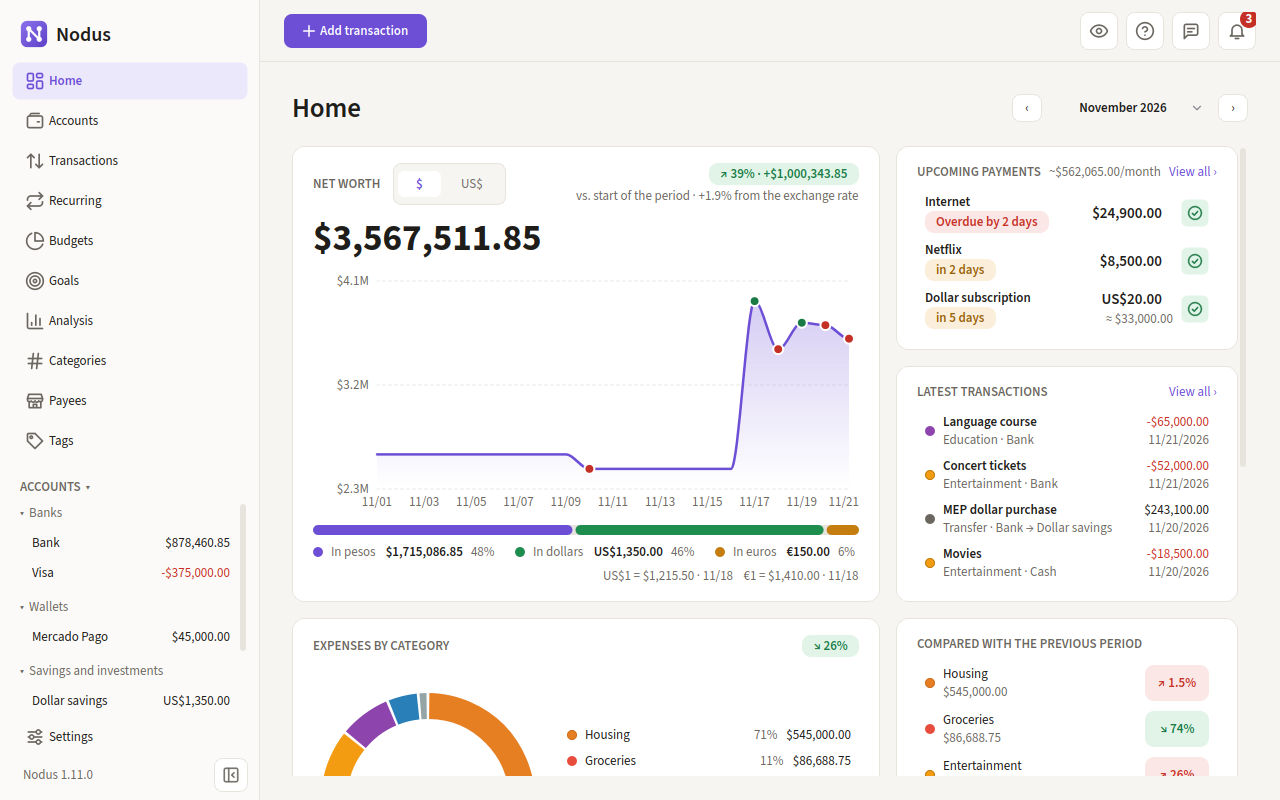 Nodus
Home
Accounts
Transactions
Recurring
Budgets
Goals
Analysis
Categories
Payees
Tags
ACCOUNTS
Banks
Bank $878,460.85
Visa -$375,000.00
Wallets
Mercado Pago $45,000.00
Savings and investments
Dollar savings US$1,350.00
Settings
Nodus 1.11.0
+ Add transaction
3
Home
‹ November 2026 ›
NET WORTH $ US$
↗ 39% · +$1,000,343.85
vs. start of the period · +1.9% from the exchange rate
$3,567,511.85
$4.1M
$3.2M
$2.3M
11/01 11/03 11/05 11/07 11/09 11/11 11/13 11/15 11/17 11/19 11/21
In pesos $1,715,086.85 48% In dollars US$1,350.00 46% In euros €150.00 6%
US$1 = $1,215.50 · 11/18 €1 = $1,410.00 · 11/18
UPCOMING PAYMENTS ~$562,065.00/month View all ›
Internet
Overdue by 2 days
$24,900.00
Netflix
in 2 days
$8,500.00
Dollar subscription
in 5 days
US$20.00
≈ $33,000.00
LATEST TRANSACTIONS View all ›
Language course -$65,000.00
Education · Bank 11/21/2026
Concert tickets -$52,000.00
Entertainment · Bank 11/21/2026
MEP dollar purchase $243,100.00
Transfer · Bank → Dollar savings 11/20/2026
Movies -$18,500.00
Entertainment · Cash 11/20/2026
EXPENSES BY CATEGORY ↘ 26%
Housing 71% $545,000.00
Groceries 11% $86,688.75
COMPARED WITH THE PREVIOUS PERIOD
Housing
$545,000.00
↗ 1.5%
Groceries
$86,688.75
↘ 74%
Entertainment
↗ 26%